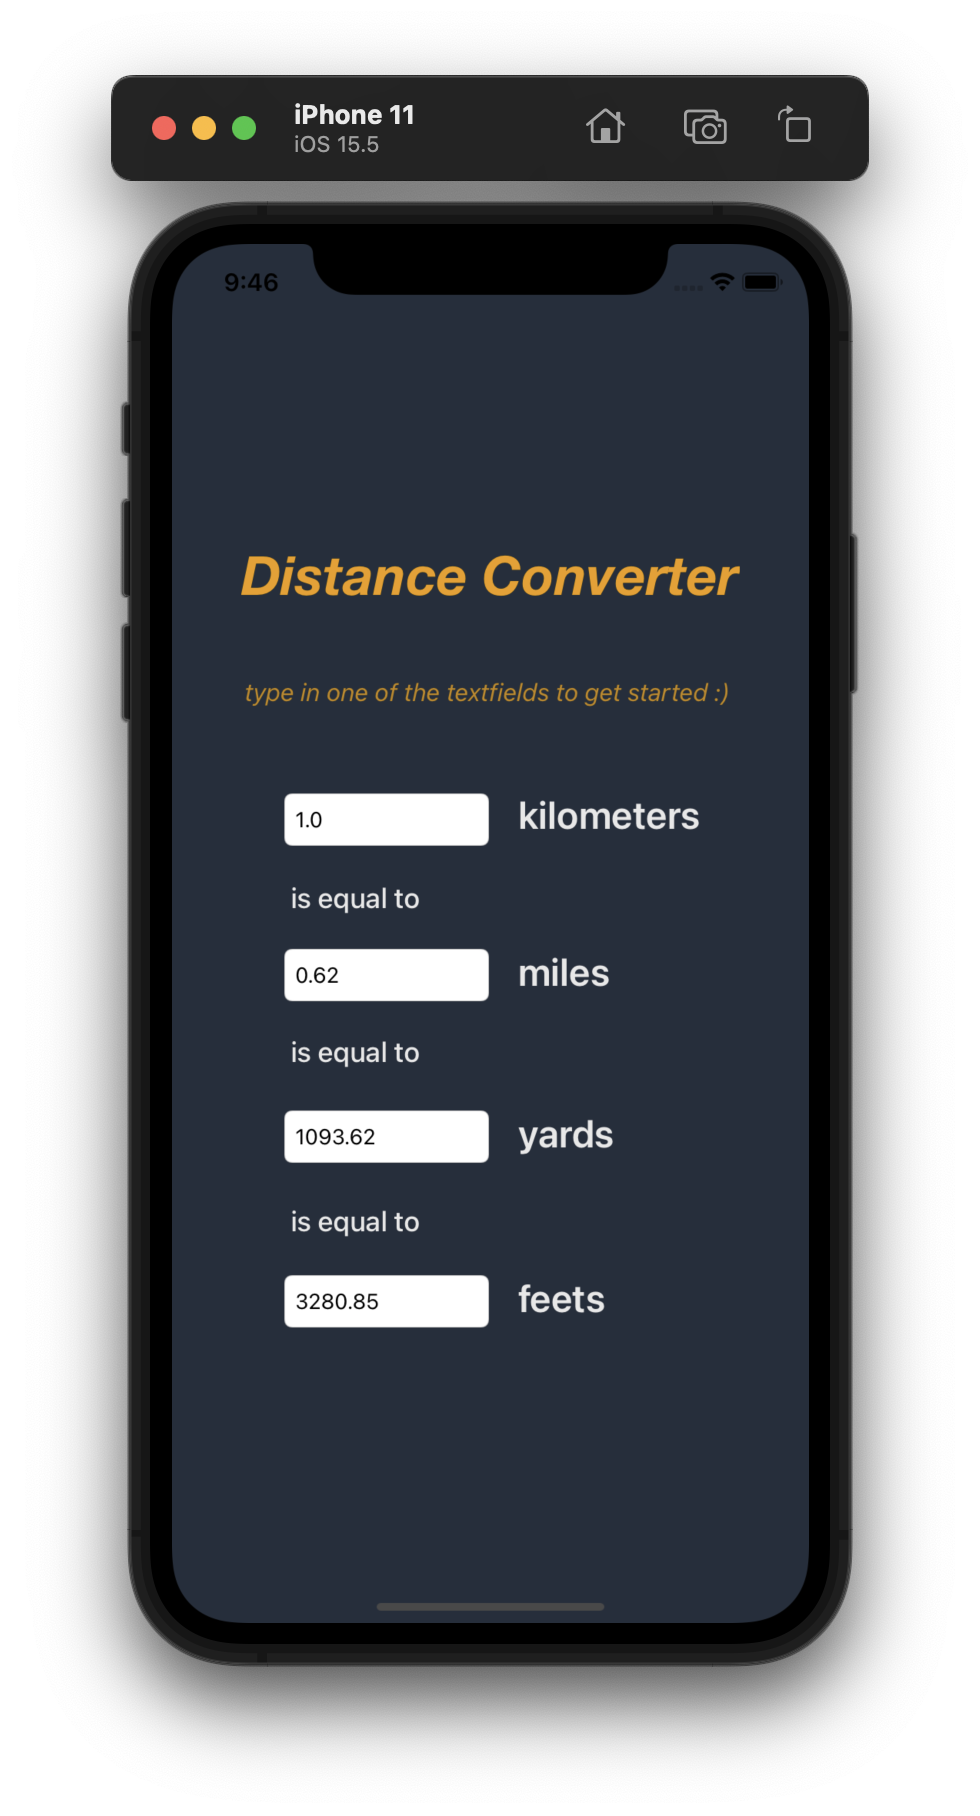 iPhone 11
iOS 15.5
9:46
Distance Converter
type in one of the textfields to get started :)
1.0 kilometers
is equal to
0.62 miles
is equal to
1093.62 yards
is equal to
3280.85 feets